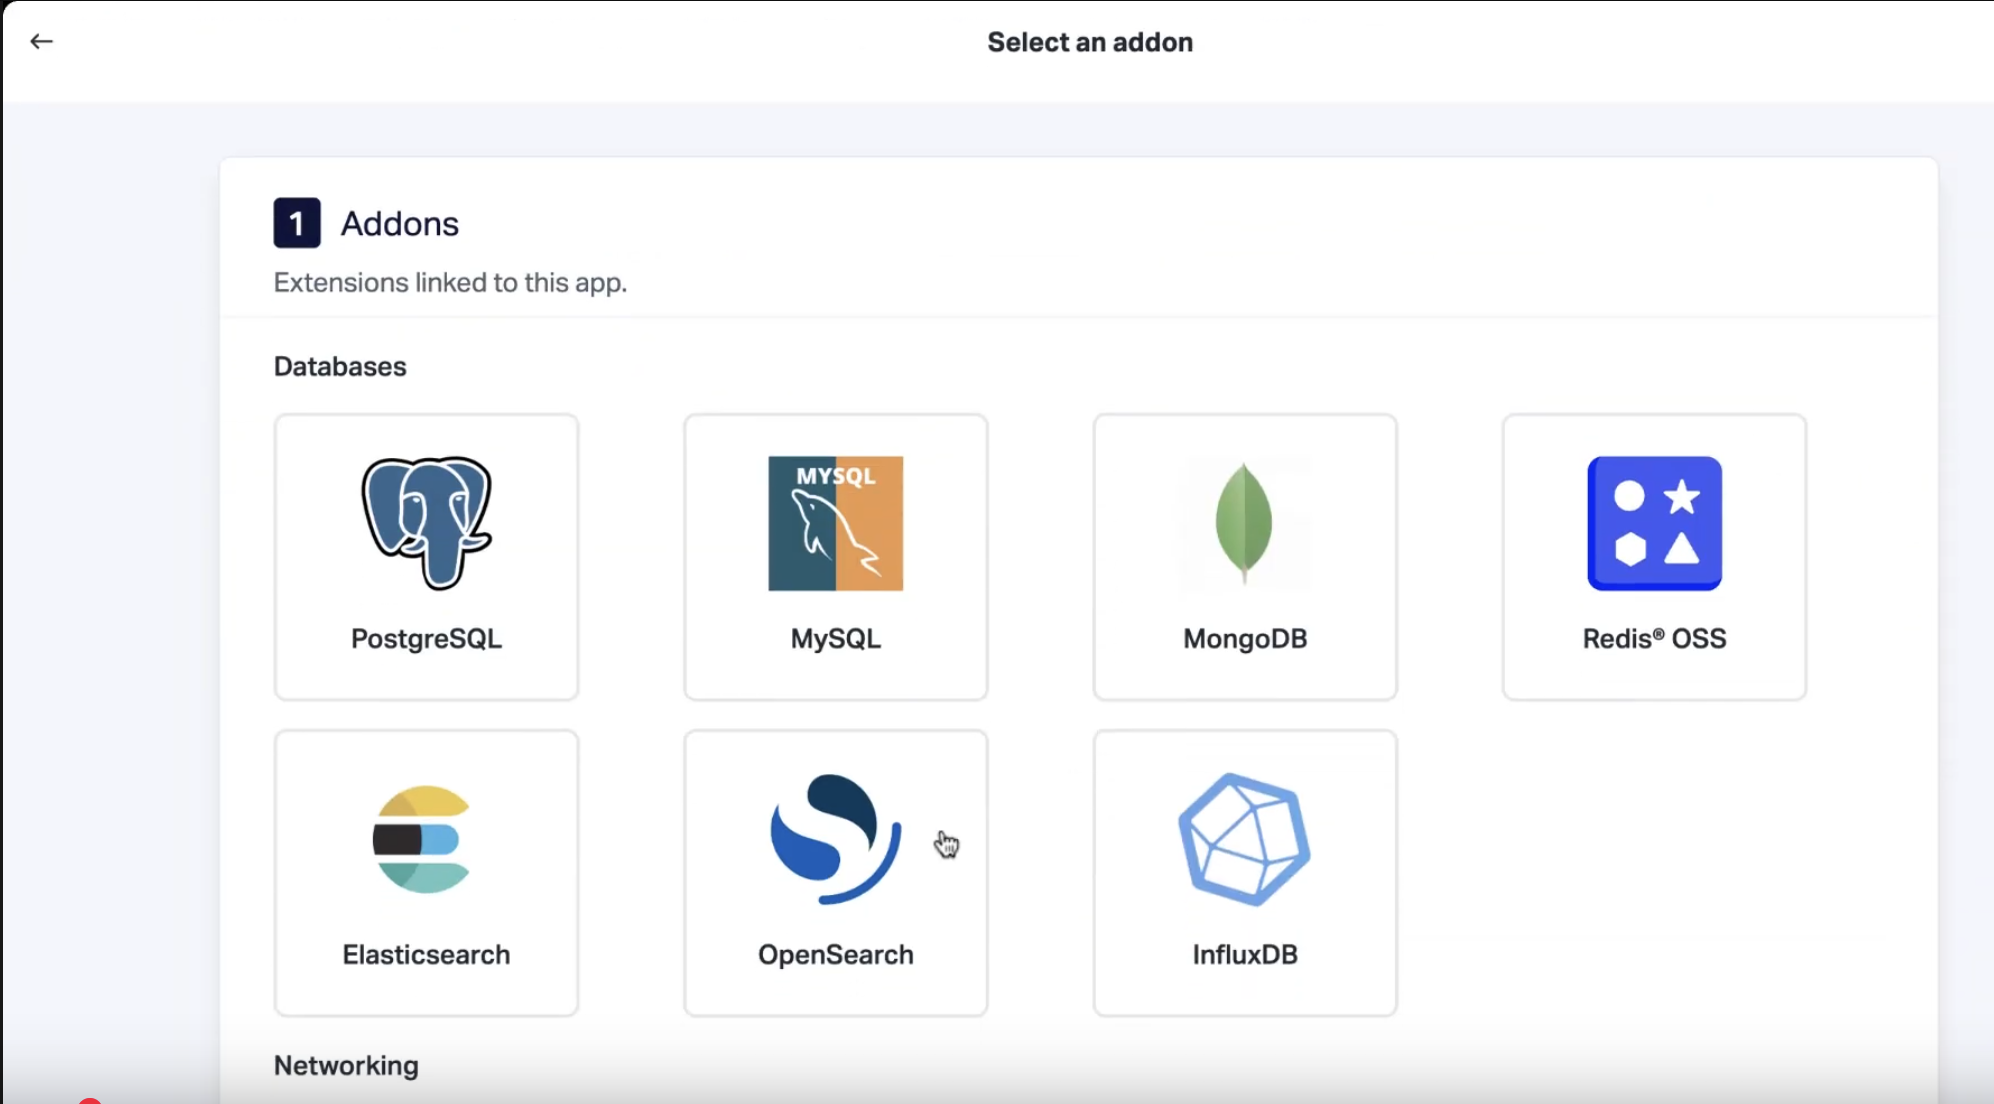 Select an addon
1 Addons
Extensions linked to this app.
Databases
MYSQL
PostgreSQL
MySQL
MongoDB
Redis® OSS
Elasticsearch
OpenSearch
InfluxDB
Networking